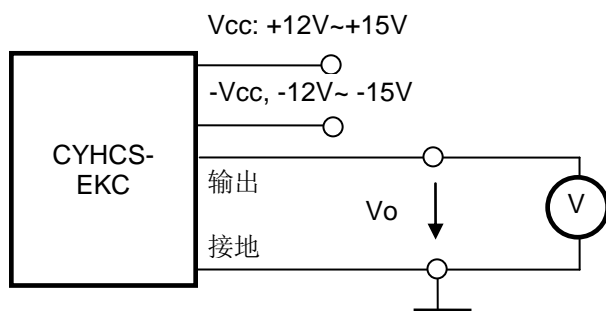 Vcc: +12V~+15V
-Vcc, -12V~ -15V
CYHCS-
EKC
输出
Vo
V
接地